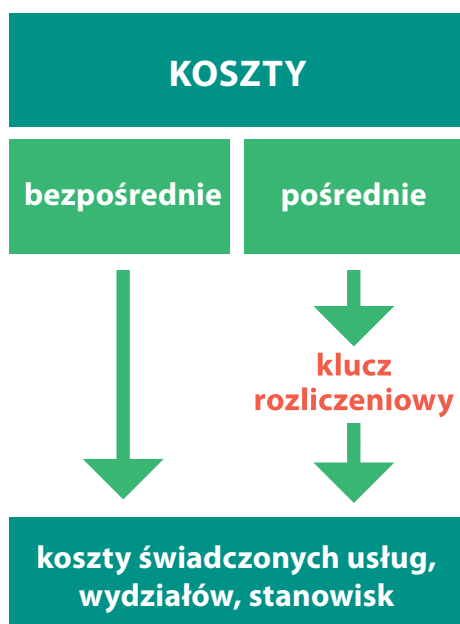 KOSZTY
bezpośrednie
pośrednie
klucz
rozliczeniowy
koszty świadczonych usług,
wydziałów, stanowisk